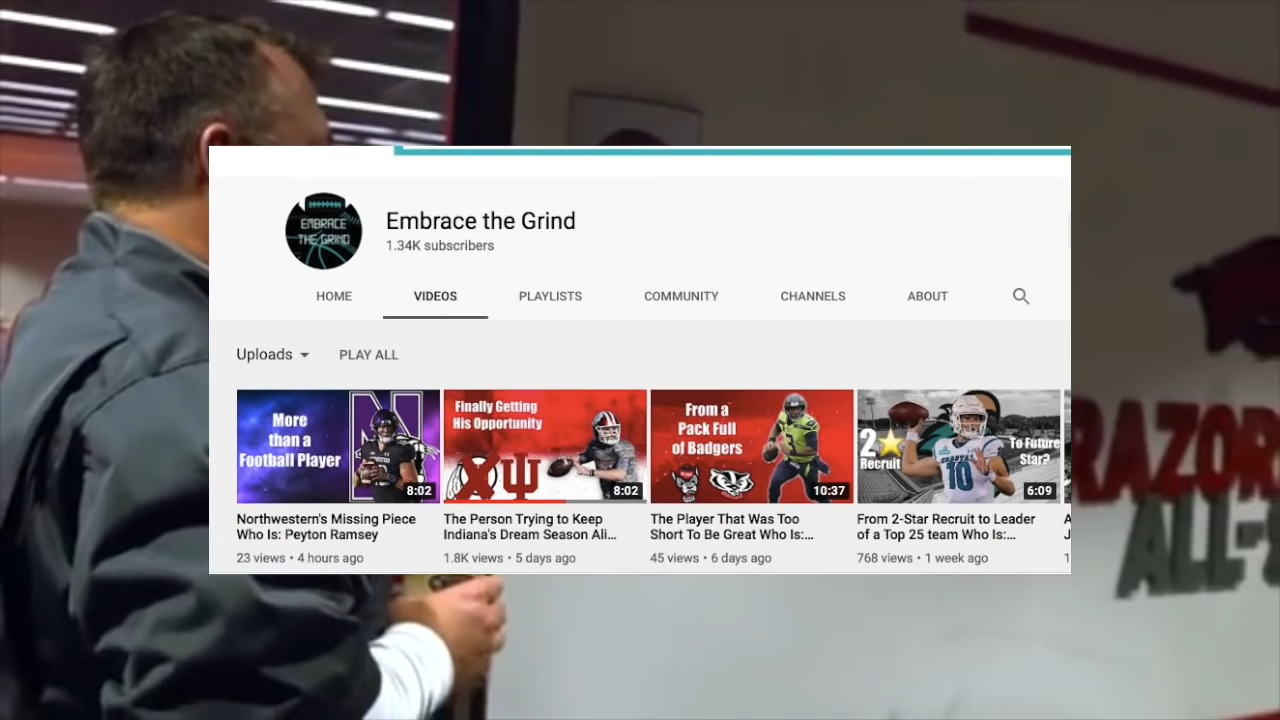 EMBRACE
THE GRIND
Embrace the Grind
1.34K subscribers
HOME VIDEOS PLAYLISTS COMMUNITY CHANNELS ABOUT
Uploads PLAY ALL
More
than a
Football Player
N
8:02
Finally Getting
His Opportunity
8:02
From a
Pack Full
of Badgers
10:37
2
Recruit
10
To Future
Star?
6:09
Northwestern's Missing Piece
Who Is: Peyton Ramsey
23 views • 4 hours ago
The Person Trying to Keep
Indiana's Dream Season Ali...
1.8K views • 5 days ago
The Player That Was Too
Short To Be Great Who Is:...
45 views • 6 days ago
From 2-Star Recruit to Leader
of a Top 25 team Who Is:...
768 views • 1 week ago
RAZOR
ALL-